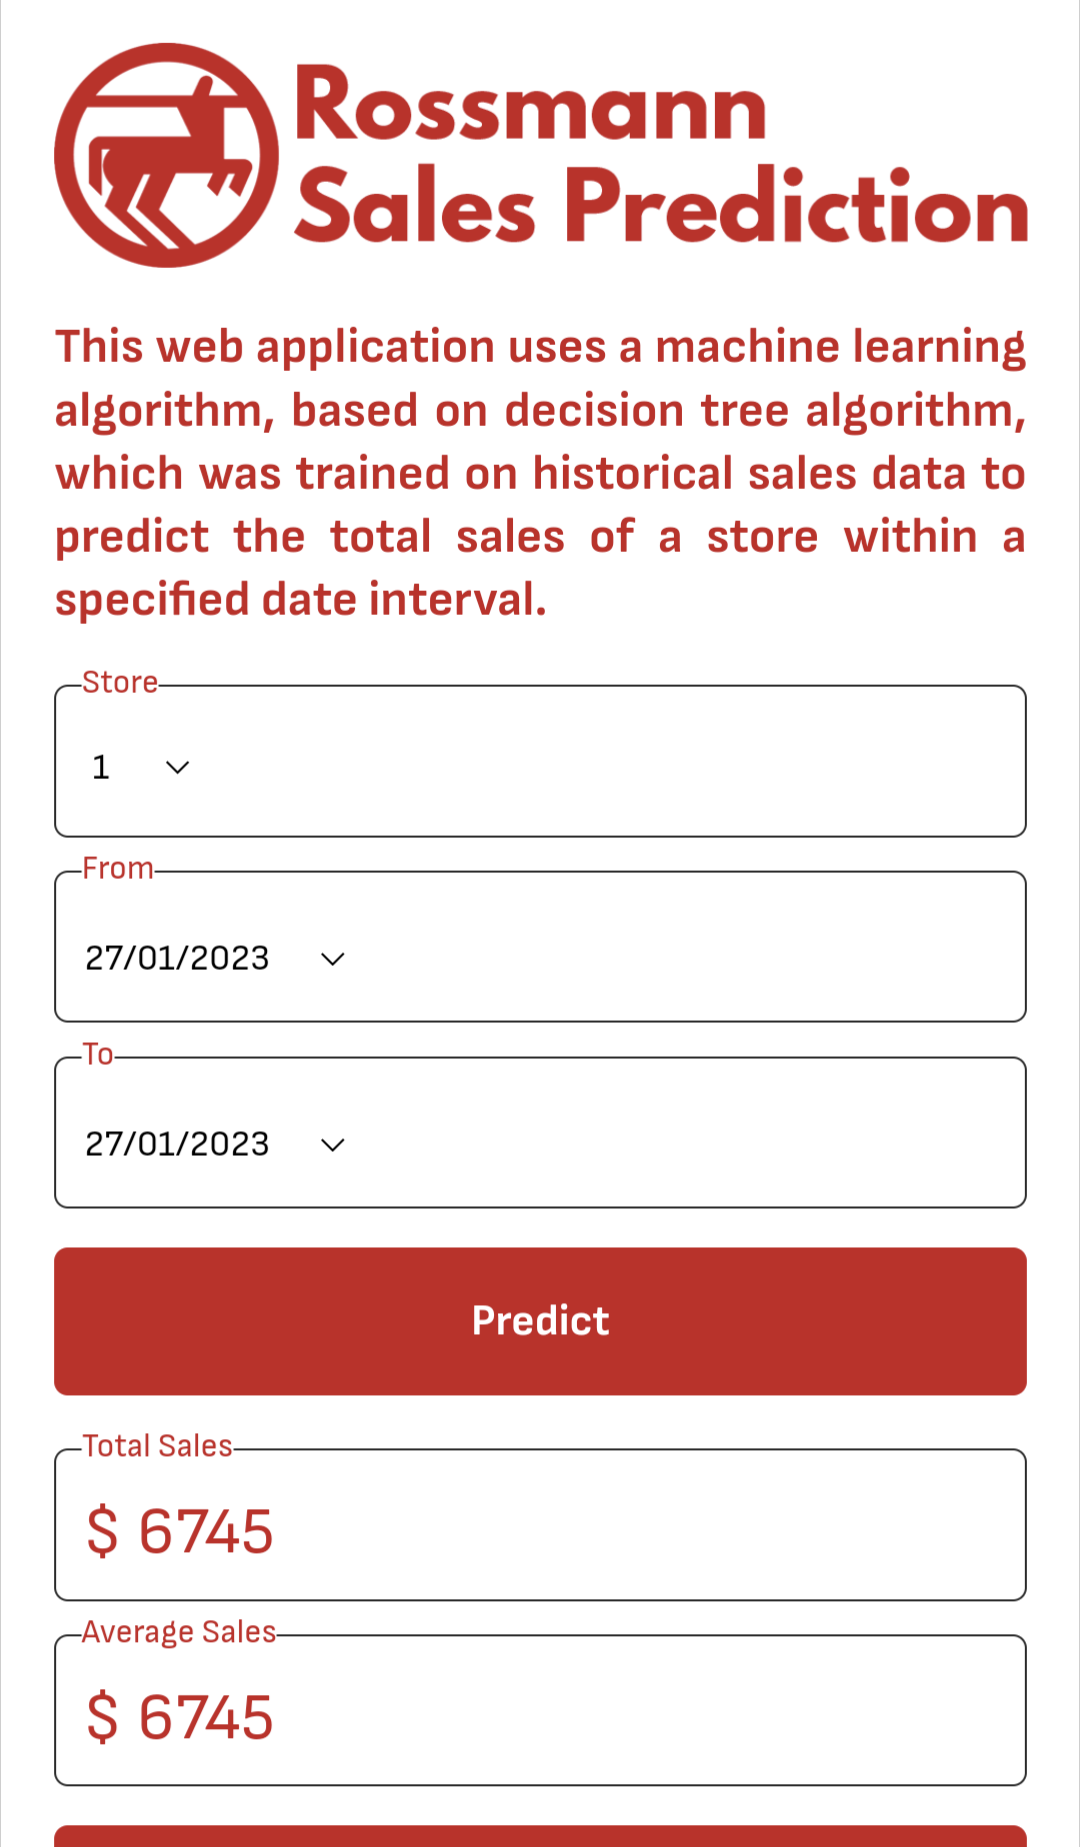 Rossmann
Sales Prediction
This web application uses a machine learning
algorithm, based on decision tree algorithm,
which was trained on historical sales data to
predict the total sales of a store within a
specified date interval.
Store
1
From
27/01/2023
To
27/01/2023
Predict
Total Sales
$ 6745
Average Sales
$ 6745